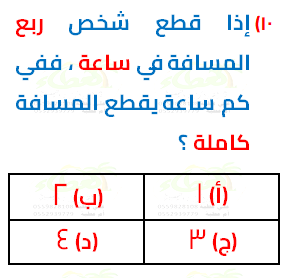 ١٠) إذا قطع شخص ربع
المسافة في ساعة ، ففي
كم ساعة يقطع المسافة
كاملة ؟
(أ) ١ (ب) ٢
(ج) ٣ (د) ٤